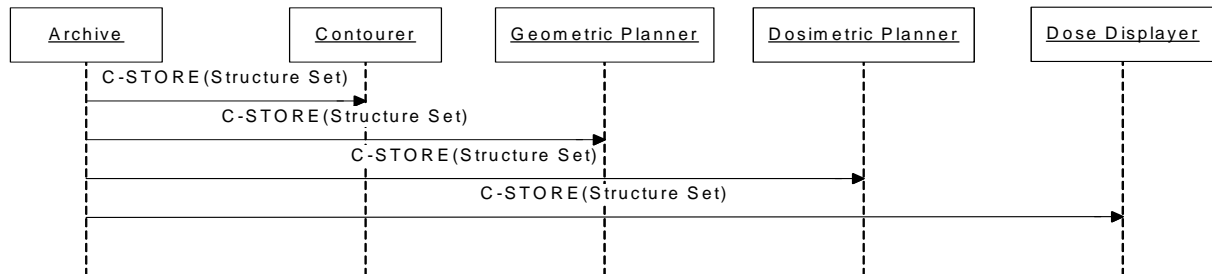 Archive
Contourer
Geometric Planner
Dosimetric Planner
Dose Displayer
C-STORE(Structure Set)
C-STORE(Structure Set)
C-STORE(Structure Set)
C-STORE(Structure Set)